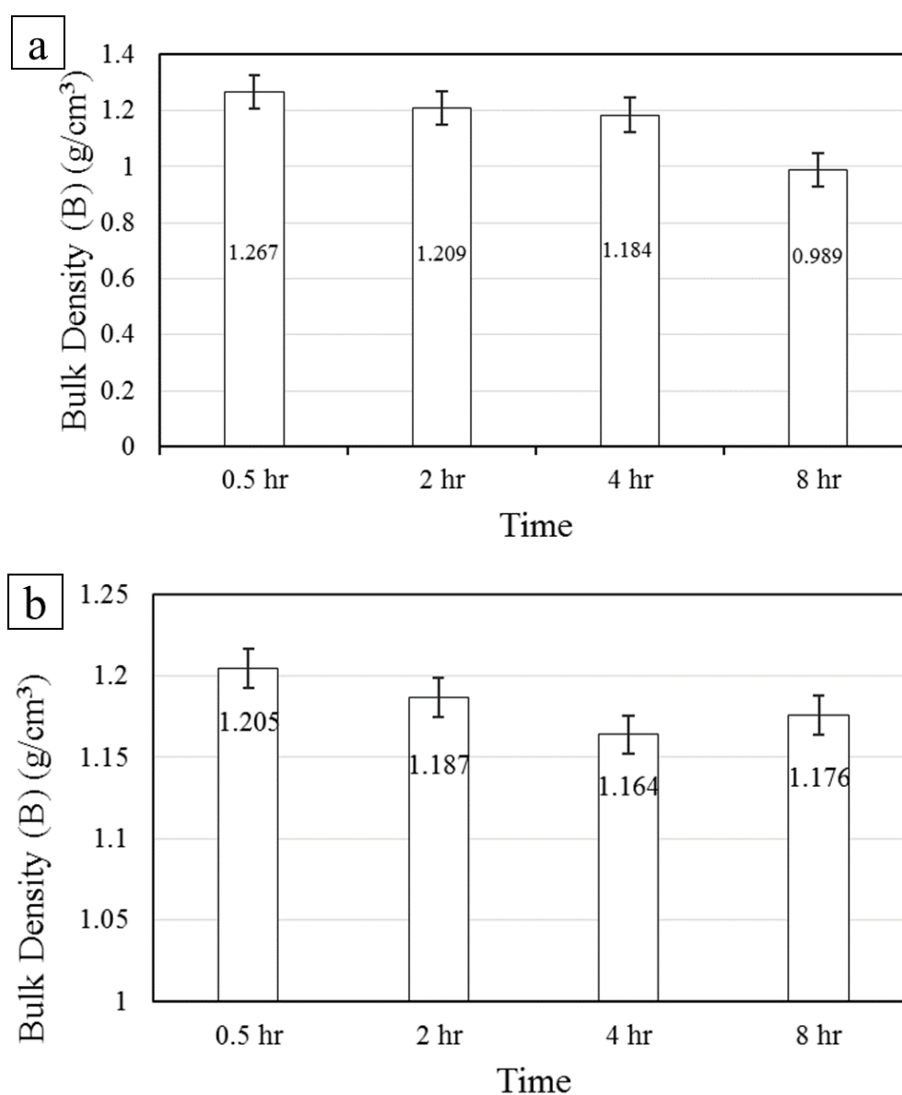 a
Bulk Density (B) (g/cm³)
1.4
1.2
1
0.8
0.6
0.4
0.2
0
1.267
1.209
1.184
0.989
0.5 hr
2 hr
4 hr
8 hr
Time
b
Bulk Density (B) (g/cm³)
1.25
1.2
1.15
1.1
1.05
1
1.205
1.187
1.164
1.176
0.5 hr
2 hr
4 hr
8 hr
Time